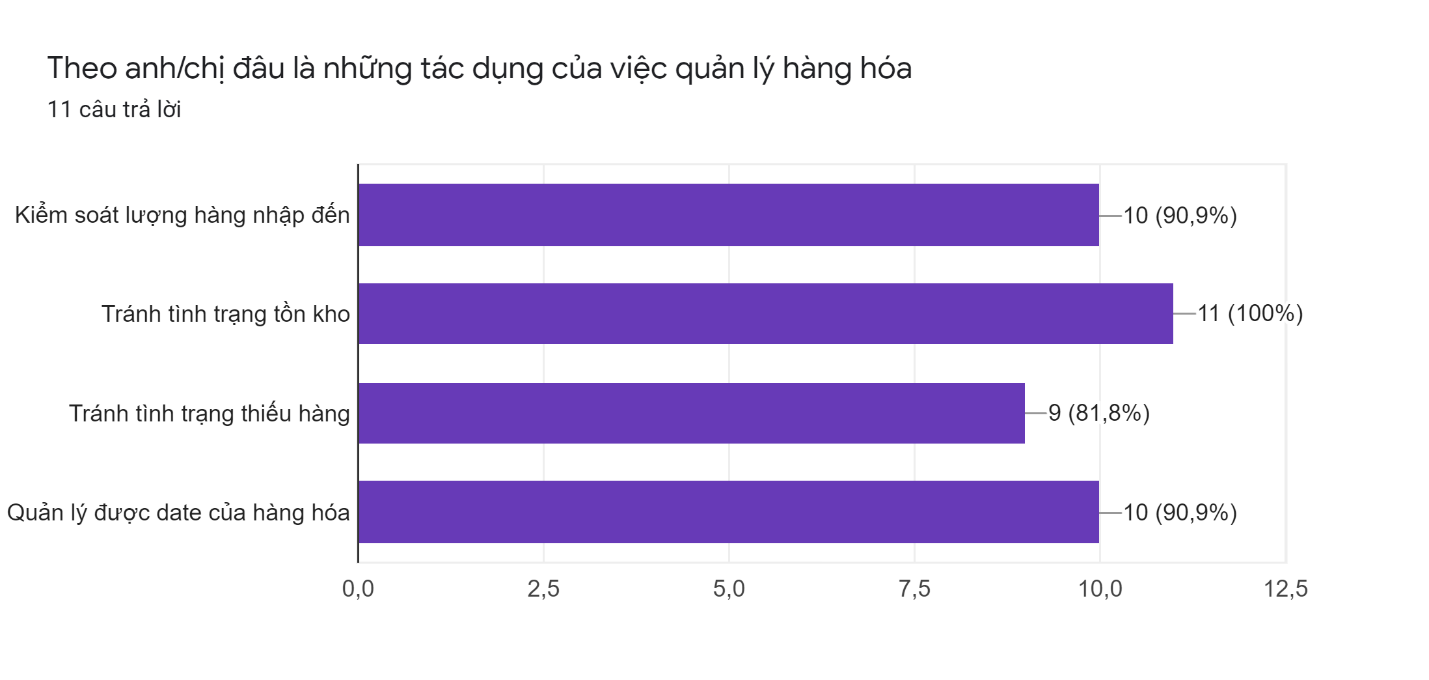 Theo anh/chị đâu là những tác dụng của việc quản lý hàng hóa
11 câu trả lời
Kiểm soát lượng hàng nhập đến
10 (90,9%)
Tránh tình trạng tồn kho
11 (100%)
Tránh tình trạng thiếu hàng
9 (81,8%)
Quản lý được date của hàng hóa
10 (90,9%)
0,0 2,5 5,0 7,5 10,0 12,5